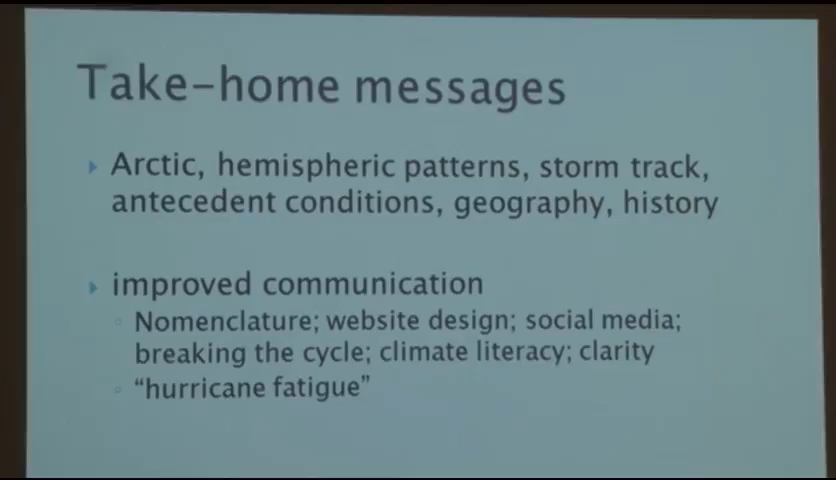 Take-home messages
Arctic, hemispheric patterns, storm track,
antecedent conditions, geography, history
improved communication
Nomenclature; website design; social media;
breaking the cycle; climate literacy; clarity
“hurricane fatigue”